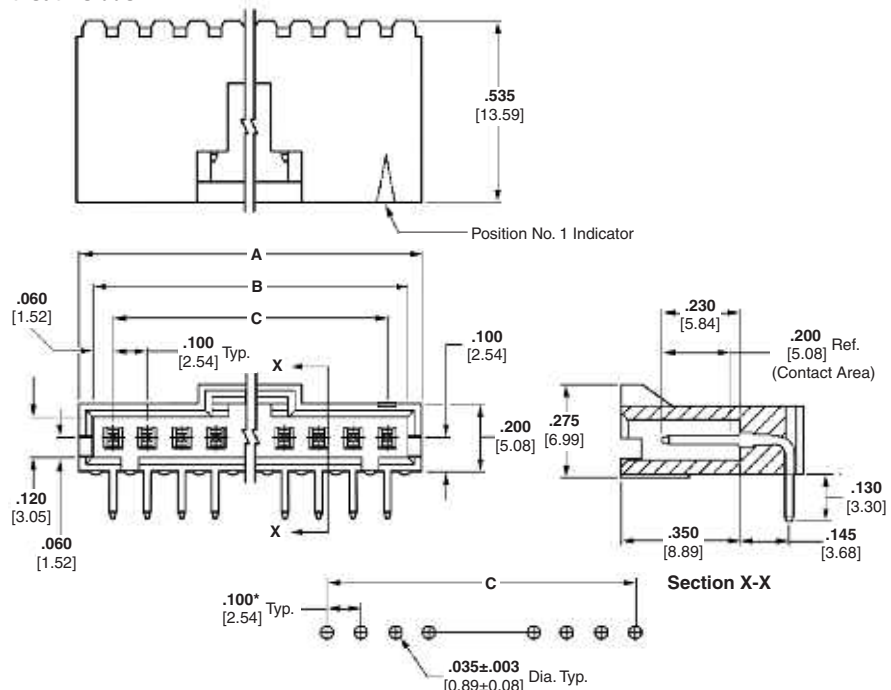 .535
[13.59]
Position No. 1 Indicator
A
B
C
.060
[1.52]
.100
[2.54] Typ.
X
.100
[2.54]
.200
[5.08]
.120
[3.05]
.060
[1.52]
X
.230
[5.84]
.200
[5.08] Ref.
(Contact Area)
.275
[6.99]
.130
[3.30]
.350
[8.89]
.145
[3.68]
Section X-X
C
.100*
[2.54] Typ.
.035±.003
[0.89±0.08] Dia. Typ.